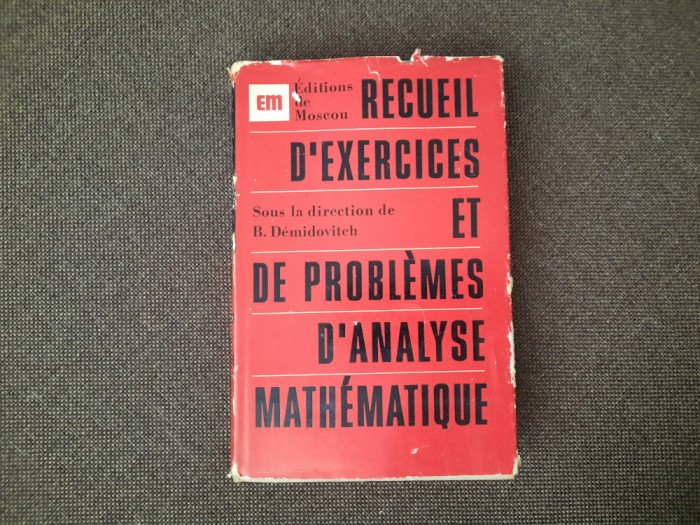 EM
Éditions
de
Moscou
RECUEIL
D'EXERCICES
Sous la direction de
B. Démidovitch
ET
DE PROBLÈMES
D'ANALYSE
MATHÉMATIQUE